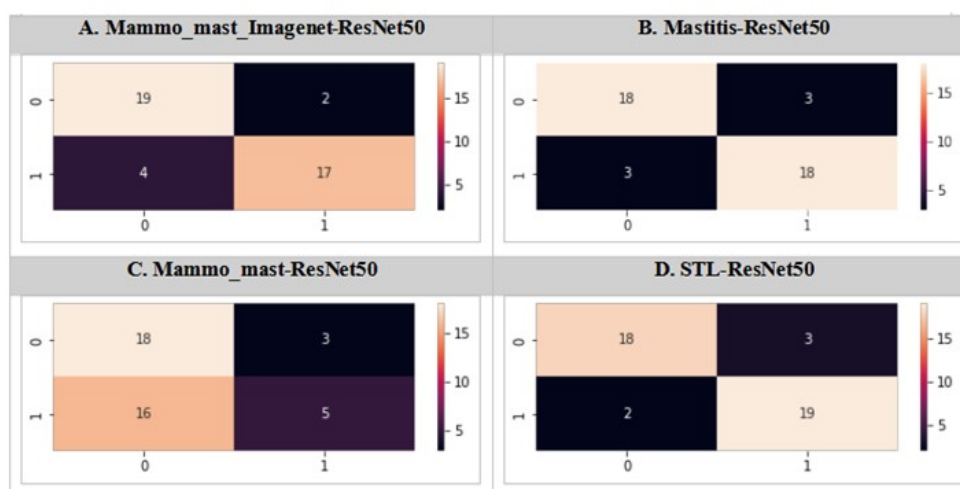 A. Mammo_mast_Imagenet-ResNet50
0 19 2 15
10
1 4 17 5
0 1
B. Mastitis-ResNet50
0 18 3 15
10
1 3 18 5
0 1
C. Mammo_mast-ResNet50
0 18 3 15
10
1 16 5 5
0 1
D. STL-ResNet50
0 18 3 15
10
1 2 19 5
0 1